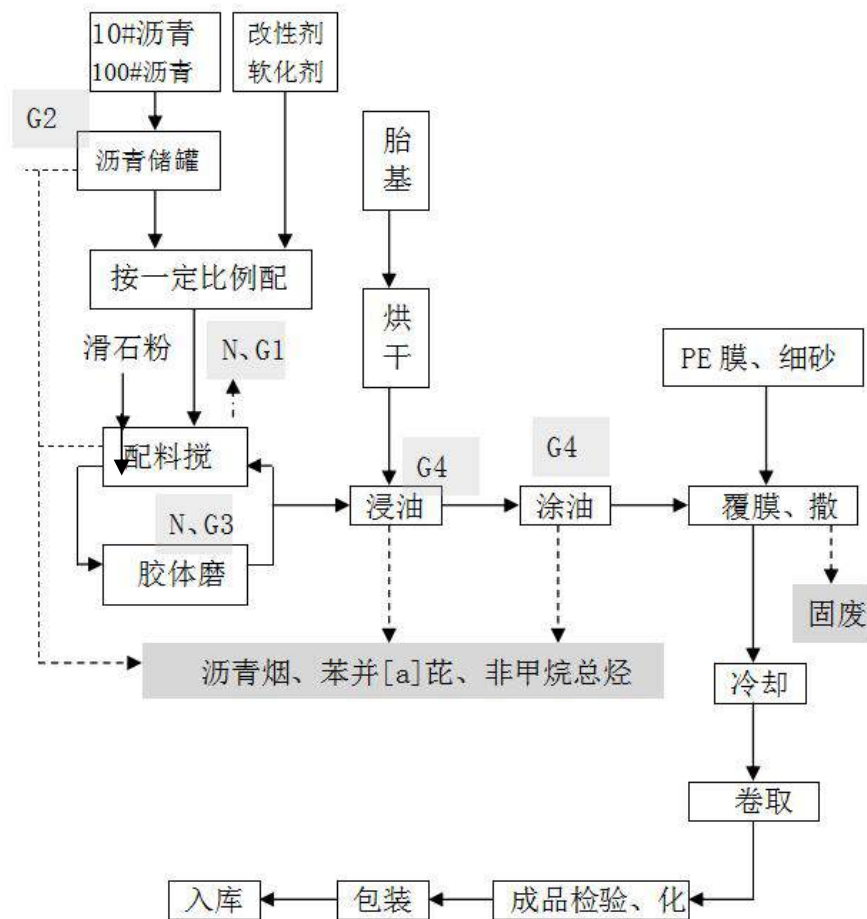 10#沥青
100#沥青
改性剂
软化剂
G2
沥青储罐
胎
基
按一定比例配
烘
干
滑石粉
N、G1
PE 膜、细砂
配料搅
G4
G4
浸油
涂油
覆膜、撒
N、G3
胶体磨
固废
沥青烟、苯并[a]芘、非甲烷总烃
冷却
卷取
入库
包装
成品检验、化